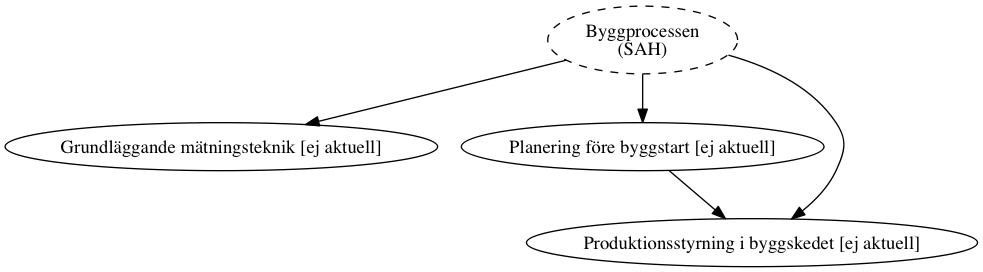 Byggprocessen
(SAH)
Grundläggande mätningsteknik [ej aktuell]
Planering före byggstart [ej aktuell]
Produktionsstyrning i byggskedet [ej aktuell]